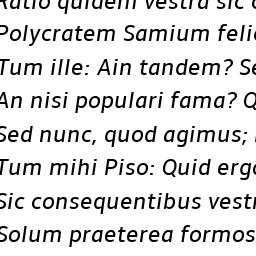 Ratio quidem vestra sic
Polycratem Samium feli
Tum ille: Ain tandem? Se
An nisi populari fama? Q
Sed nunc, quod agimus;
Tum mihi Piso: Quid ergo
Sic consequentibus vestr
Solum praeterea formos